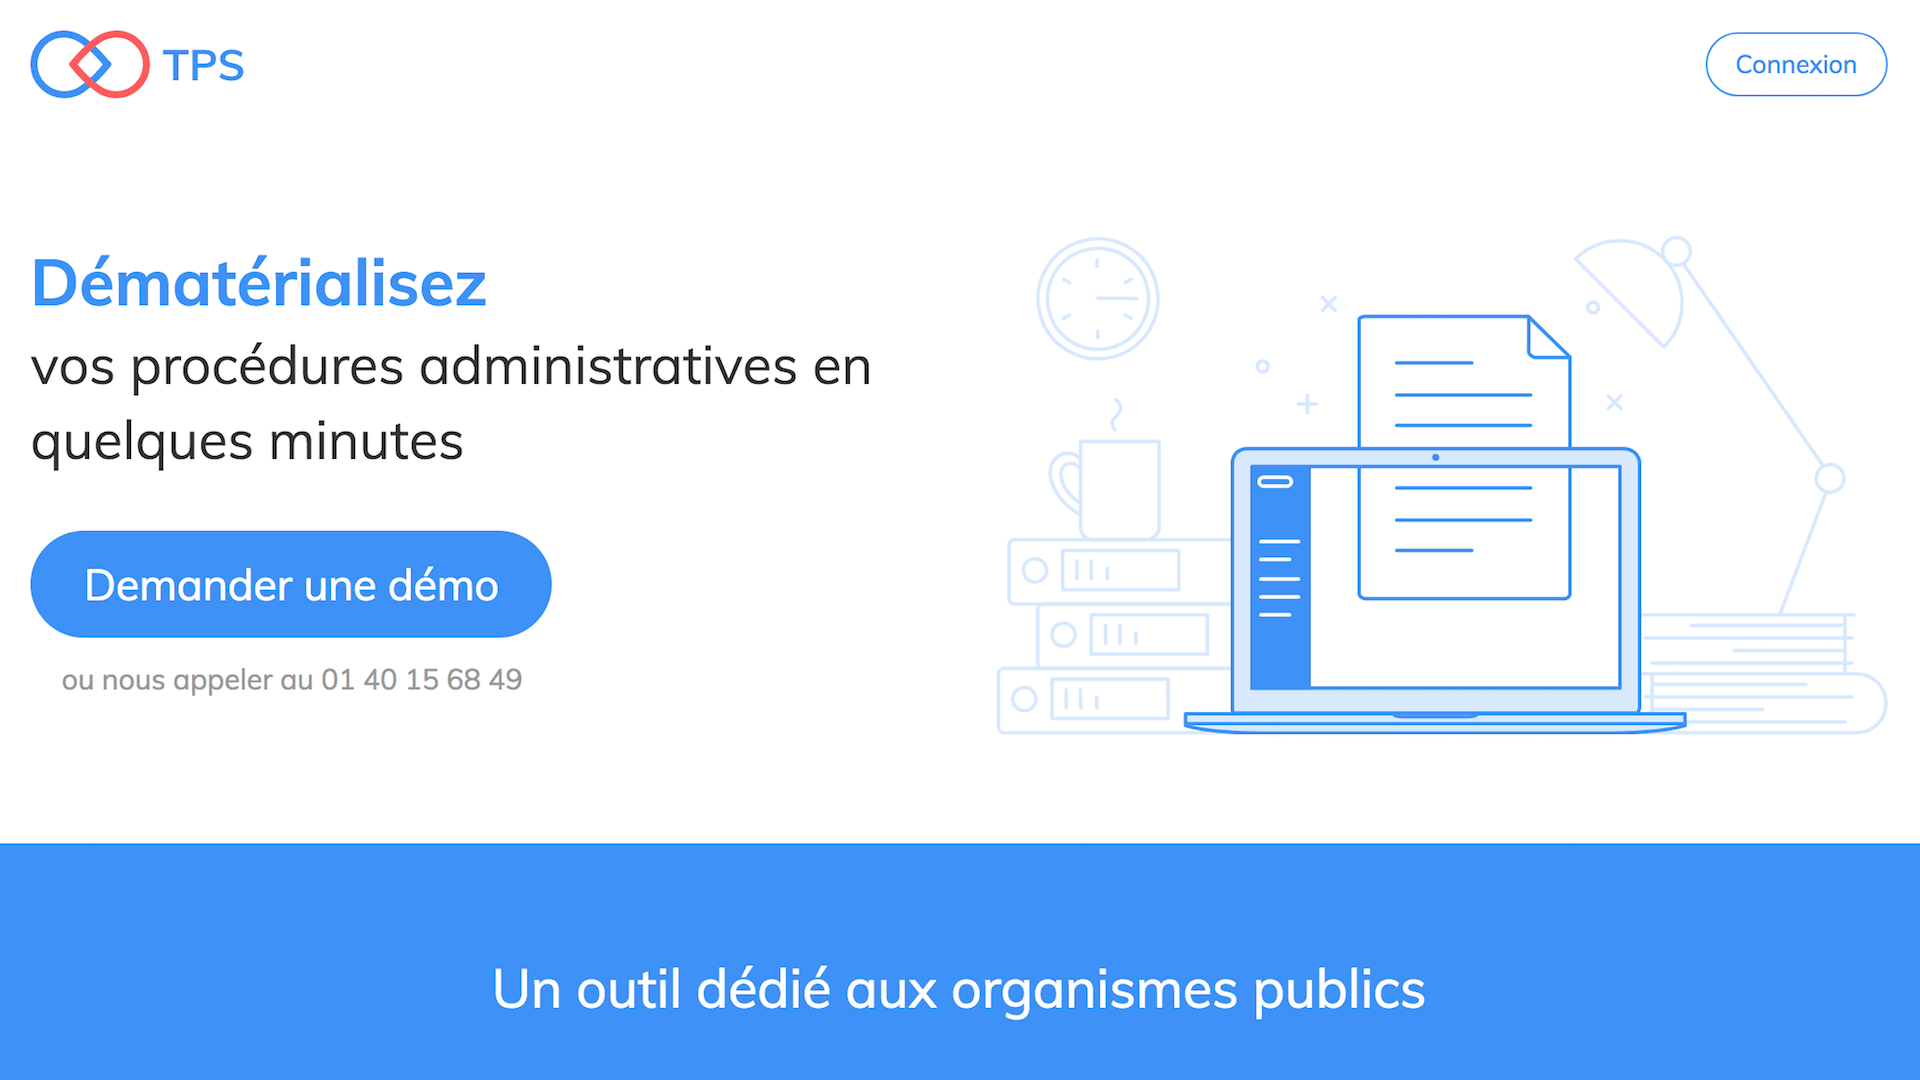 TPS
Connexion
Dématérialisez
vos procédures administratives en
quelques minutes
Demander une démo
ou nous appeler au 01 40 15 68 49
Un outil dédié aux organismes publics